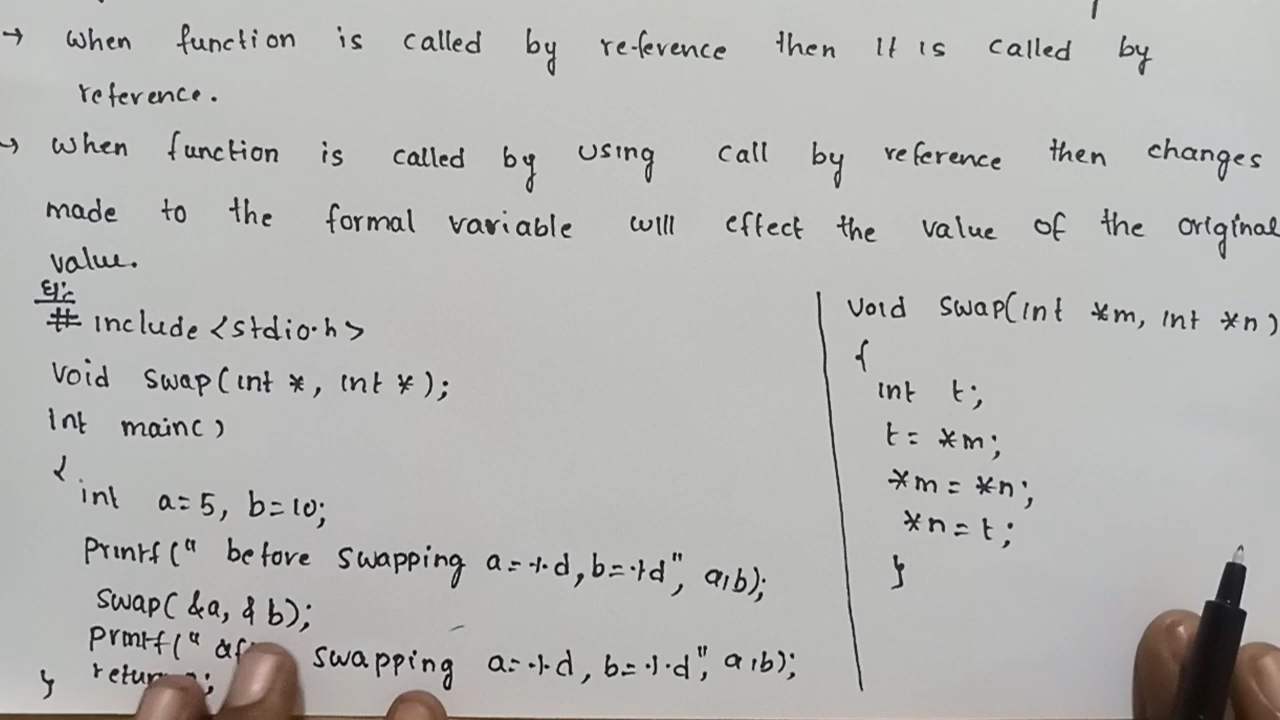 → when function is called by reference then it is called by
reference.
→ when function is called by using call by reference then changes
made to the formal variable will effect the value of the original
value.
Ex:
# include <stdio.h>
void swap(int *, int *);
int main()
{
int a=5, b=10;
printf(" before swapping a=%d, b=%d", a,b);
swap(&a, &b);
printf(" swapping a=%d, b=%d", a,b);
}
void swap(int *m, int *n)
{
int t;
t= *m;
*m = *n;
*n = t;
}